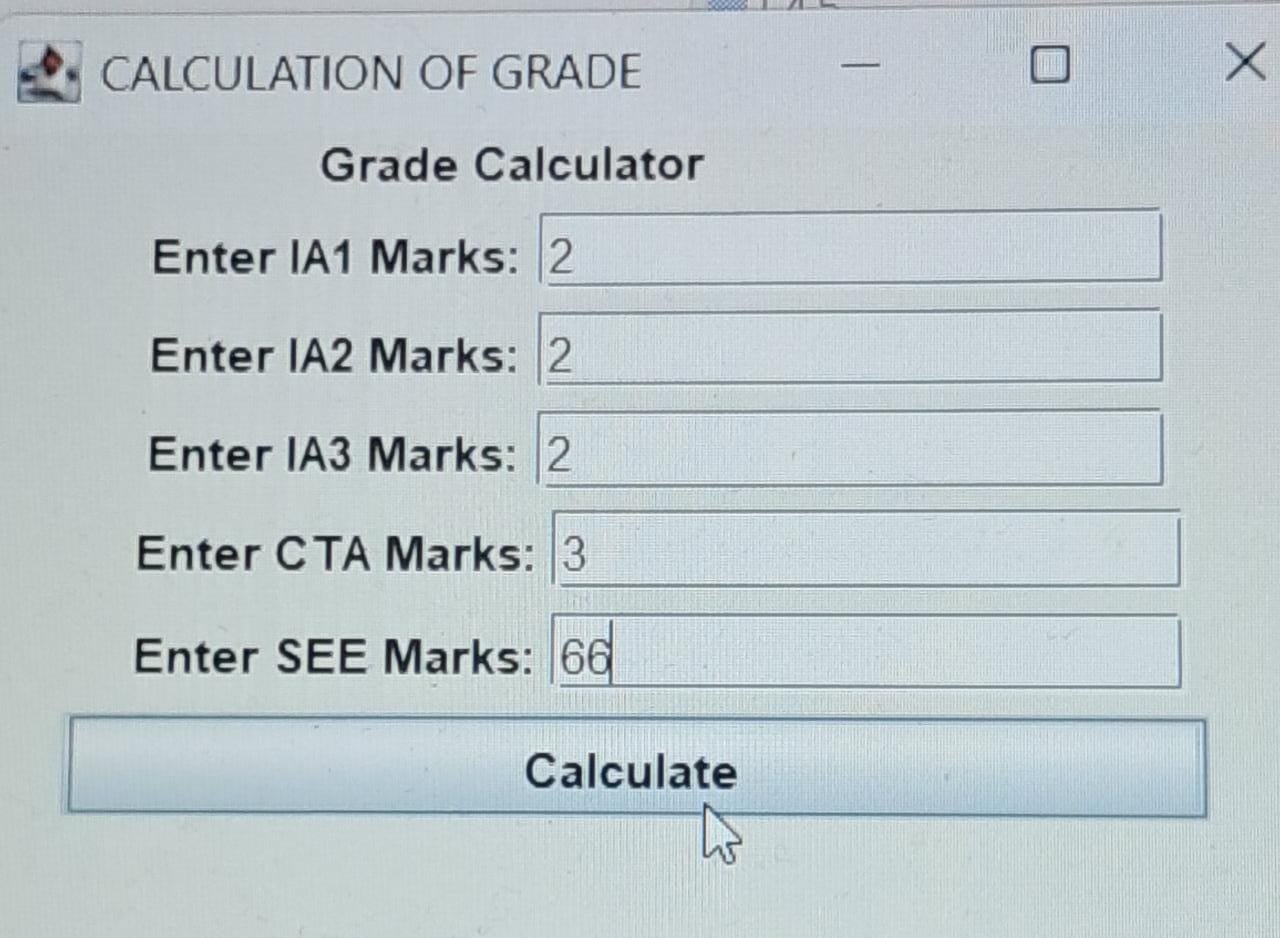 CALCULATION OF GRADE
Grade Calculator
Enter IA1 Marks: 2
Enter IA2 Marks: 2
Enter IA3 Marks: 2
Enter CTA Marks: 3
Enter SEE Marks: 66
Calculate